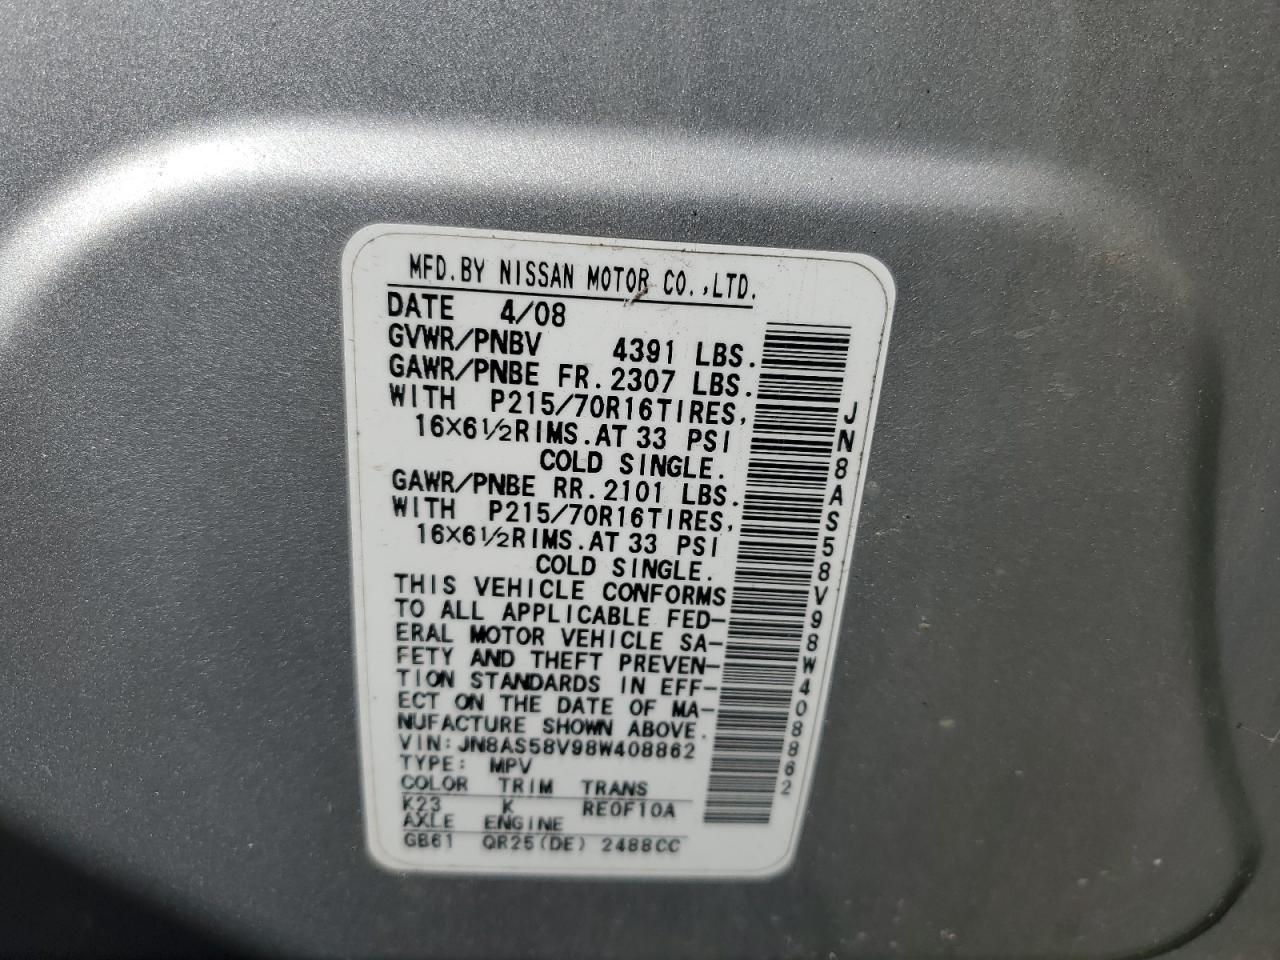 MFD.BY NISSAN MOTOR CO.,LTD.
DATE 4/08
GVWR/PNBV 4391 LBS.
GAWR/PNBE FR.2307 LBS.
WITH P215/70R16TIRES,
16×6½RIMS.AT 33 PSI
COLD SINGLE.
GAWR/PNBE RR.2101 LBS.
WITH P215/70R16TIRES,
16×6½RIMS.AT 33 PSI
COLD SINGLE.
THIS VEHICLE CONFORMS
TO ALL APPLICABLE FED-
ERAL MOTOR VEHICLE SA-
FETY AND THEFT PREVEN-
TION STANDARDS IN EFF-
ECT ON THE DATE OF MA-
NUFACTURE SHOWN ABOVE.
VIN:JN8AS58V98W408862
TYPE: MPV
COLOR TRIM TRANS
K23 K RE0F10A
AXLE ENGINE
GB61 QR25(DE) 2488CC
JN8AS58V98W408862